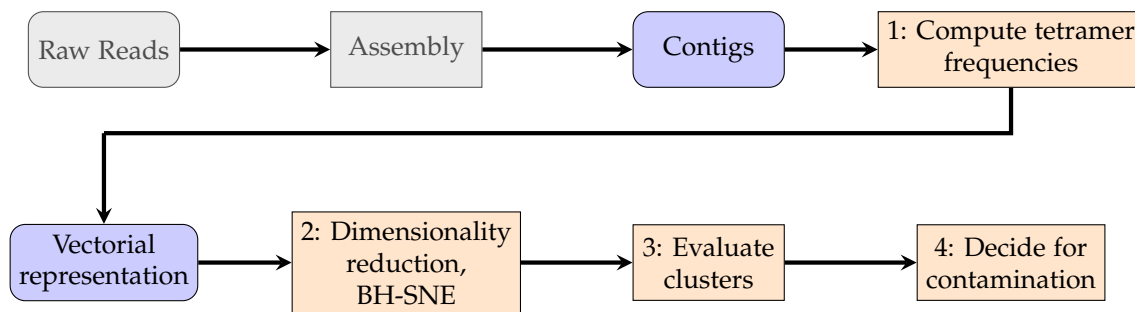 Raw Reads
Assembly
Contigs
1: Compute tetramer
frequencies
Vectorial
representation
2: Dimensionality
reduction,
BH-SNE
3: Evaluate
clusters
4: Decide for
contamination